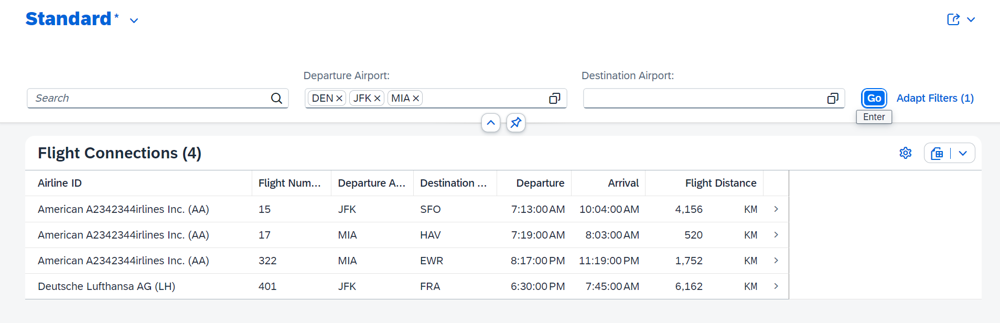 Standard *
Departure Airport:
Destination Airport:
Search
DEN JFK MIA
Go
Adapt Filters (1)
Enter
Flight Connections (4)
Airline ID Flight Num... Departure A... Destination ... Departure Arrival Flight Distance
American A2342344irlines Inc. (AA) 15 JFK SFO 7:13:00 AM 10:04:00 AM 4,156 KM
American A2342344irlines Inc. (AA) 17 MIA HAV 7:19:00 AM 8:03:00 AM 520 KM
American A2342344irlines Inc. (AA) 322 MIA EWR 8:17:00 PM 11:19:00 PM 1,752 KM
Deutsche Lufthansa AG (LH) 401 JFK FRA 6:30:00 PM 7:45:00 AM 6,162 KM